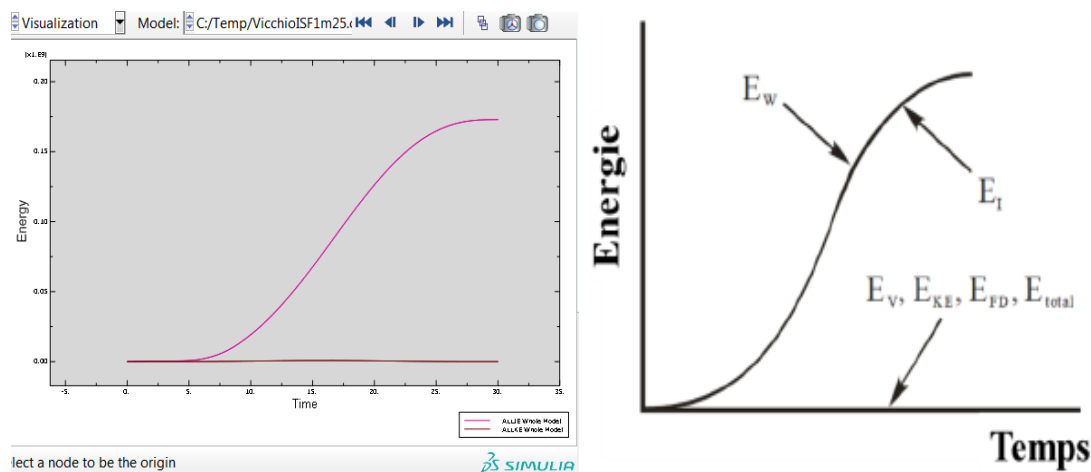 Visualization Model: C:/Temp/VicchioISF1m25.
(x1.E9)
0.20
0.15
Energy
0.10
0.05
0.00
-5. 0. 5. 10. 15. 20. 25. 30. 35.
Time
ALLIE Whole Model
ALLKE Whole Model
lect a node to be the origin
SIMULIA
Energie
E_W
E_I
E_V, E_KE, E_FD, E_total
Temps